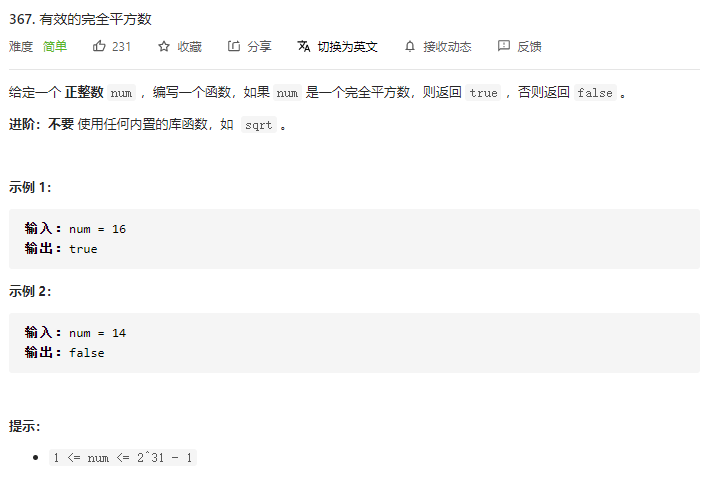 367. 有效的完全平方数
难度 简单 231 收藏 分享 切换为英文 接收动态 反馈
给定一个 正整数 num ，编写一个函数，如果 num 是一个完全平方数，则返回 true ，否则返回 false 。
进阶：不要 使用任何内置的库函数，如 sqrt 。
示例 1：
输入：num = 16
输出：true
示例 2：
输入：num = 14
输出：false
提示：
1 <= num <= 2^31 - 1